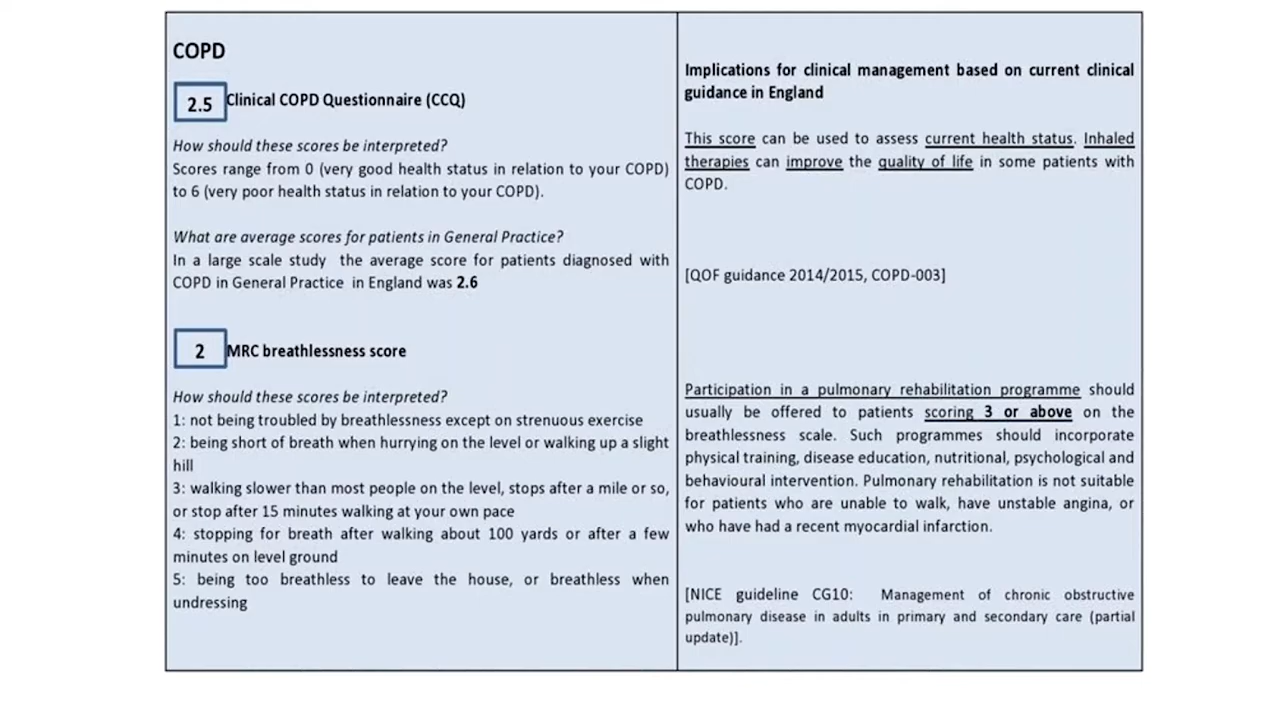 COPD
2.5 Clinical COPD Questionnaire (CCQ)
How should these scores be interpreted?
Scores range from 0 (very good health status in relation to your COPD)
to 6 (very poor health status in relation to your COPD).
What are average scores for patients in General Practice?
In a large scale study the average score for patients diagnosed with
COPD in General Practice in England was 2.6
2 MRC breathlessness score
How should these scores be interpreted?
1: not being troubled by breathlessness except on strenuous exercise
2: being short of breath when hurrying on the level or walking up a slight
hill
3: walking slower than most people on the level, stops after a mile or so,
or stop after 15 minutes walking at your own pace
4: stopping for breath after walking about 100 yards or after a few
minutes on level ground
5: being too breathless to leave the house, or breathless when
undressing
Implications for clinical management based on current clinical
guidance in England
This score can be used to assess current health status. Inhaled
therapies can improve the quality of life in some patients with
COPD.
[QOF guidance 2014/2015, COPD-003]
Participation in a pulmonary rehabilitation programme should
usually be offered to patients scoring 3 or above on the
breathlessness scale. Such programmes should incorporate
physical training, disease education, nutritional, psychological and
behavioural intervention. Pulmonary rehabilitation is not suitable
for patients who are unable to walk, have unstable angina, or
who have had a recent myocardial infarction.
[NICE guideline CG10: Management of chronic obstructive
pulmonary disease in adults in primary and secondary care (partial
update)].